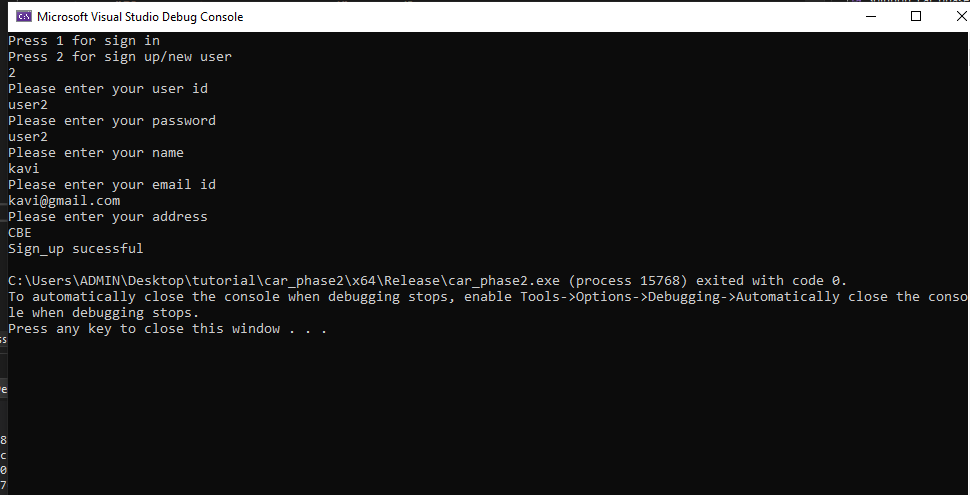 Microsoft Visual Studio Debug Console
Press 1 for sign in
Press 2 for sign up/new user
2
Please enter your user id
user2
Please enter your password
user2
Please enter your name
kavi
Please enter your email id
kavi@gmail.com
Please enter your address
CBE
Sign_up sucessful
C:\Users\ADMIN\Desktop\tutorial\car_phase2\x64\Release\car_phase2.exe (process 15768) exited with code 0.
To automatically close the console when debugging stops, enable Tools->Options->Debugging->Automatically close the conso
le when debugging stops.
Press any key to close this window . . .